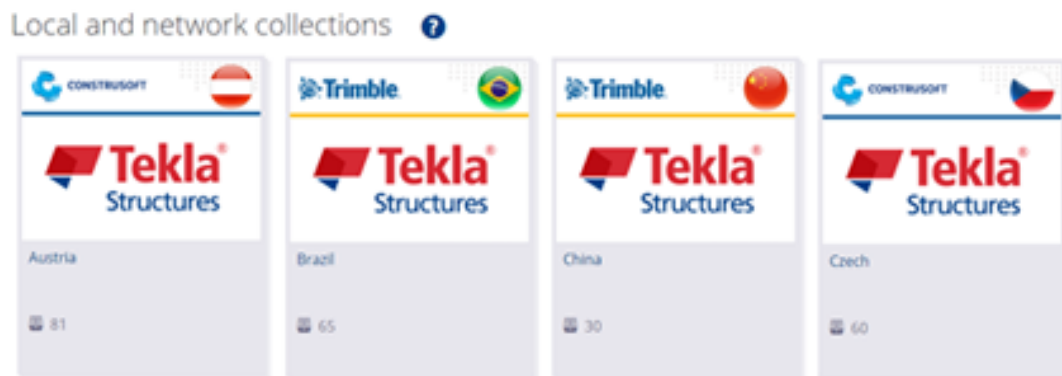 Local and network collections ?
CONSTRUSOFT
Tekla®
Structures
Austria
81
Trimble
Tekla®
Structures
Brazil
65
Trimble
Tekla®
Structures
China
30
CONSTRUSOFT
Tekla®
Structures
Czech
60